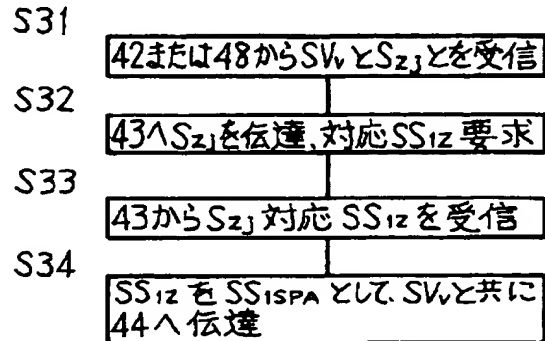 S31
42または48からSVvとSzjとを受信
S32
43へSzjを伝達、対応SS1z要求
S33
43からSzj対応SS1zを受信
S34
SS1zをSS1SPAとして、SVvと共に
44へ伝達